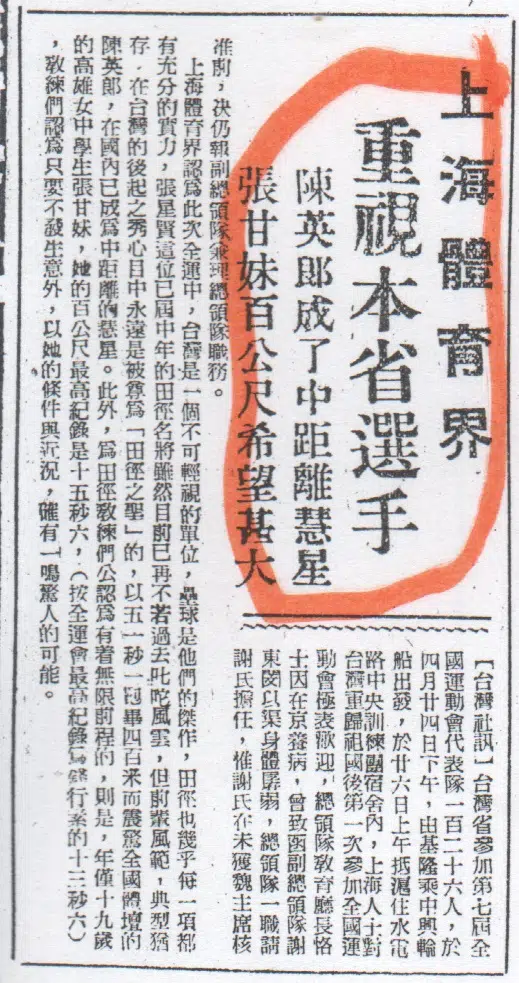 上海體育界
重視本省選手
陳英郎成了中距離慧星
張甘妹百公尺希望甚大
【台灣社訊】台灣省參加第七屆全
國運動會代表隊一百二十六人，於
四月廿四日下午，由基隆乘中興輪
船出發，於廿六日上午抵滬住水電
路中央訓練團宿舍內，上海人士對
台灣重歸祖國後第一次參加全國運
動會極表歡迎，總領隊敎育廳長恪
士因在京養病，曾致函副總領隊謝
東閔以渠身體孱弱，總領隊一職請
謝氏擔任，惟謝氏在未獲魏主席核
准前，決仍報副總領隊兼理總領隊職務。
上海體育界認爲此次全運中，台灣是一個不可輕視的單位，壘球是他們的傑作，田徑也幾乎每一項都
有充分的實力，張星賢這位已屆中年的田徑名將雖然目前已再不若過去叱咤風雲，但前輩風範，典型猶
存，在台灣的後起之秀心目中永遠是被尊爲「田徑之聖」的，以五一秒一跑畢四百米而震驚全國體壇的
陳英郎，在國內已成爲中距離的慧星。此外，爲田徑敎練們公認爲有着無限前程的，則是，年僅十九歲
的高雄女中學生張甘妹，她的百公尺最高紀錄是十五秒六，（按全運會最高紀錄爲錢行素的十三秒六）
，敎練們認爲只要不發生意外，以她的條件與近況，確有一鳴驚人的可能。